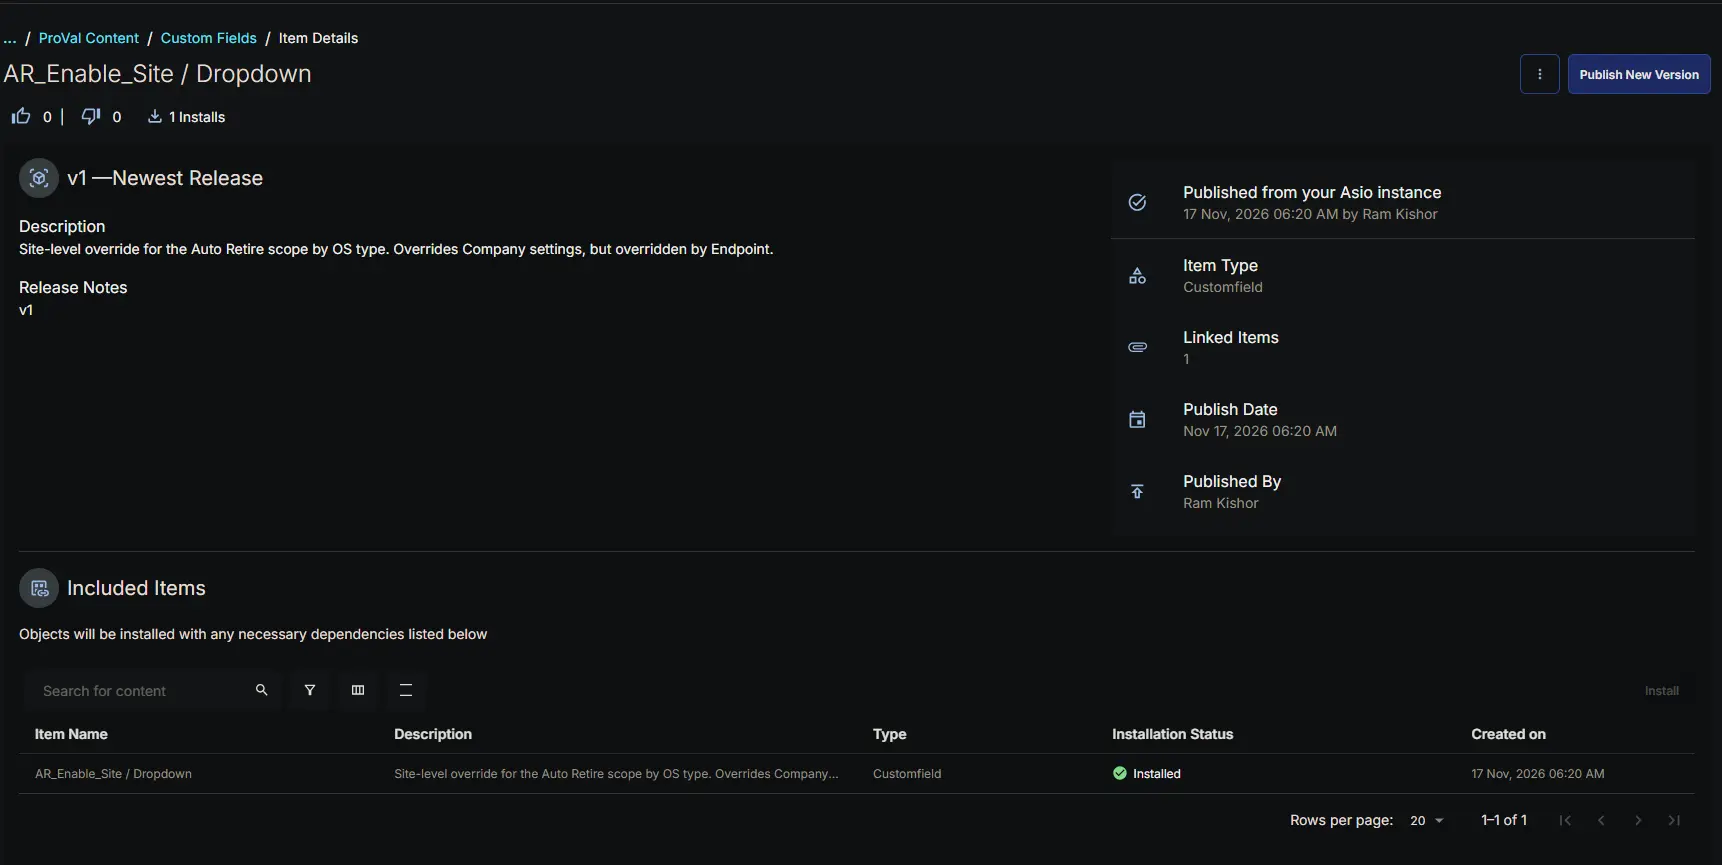 ... / ProVal Content / Custom Fields / Item Details
AR_Enable_Site / Dropdown
Publish New Version
0 | 0 1 Installs
v1 —Newest Release
Description
Site-level override for the Auto Retire scope by OS type. Overrides Company settings, but overridden by Endpoint.
Release Notes
v1
Published from your Asio instance
17 Nov, 2026 06:20 AM by Ram Kishor
Item Type
Customfield
Linked Items
1
Publish Date
Nov 17, 2026 06:20 AM
Published By
Ram Kishor
Included Items
Objects will be installed with any necessary dependencies listed below
Search for content
Install
Item Name Description Type Installation Status Created on
AR_Enable_Site / Dropdown Site-level override for the Auto Retire scope by OS type. Overrides Company... Customfield Installed 17 Nov, 2026 06:20 AM
Rows per page: 20 1–1 of 1